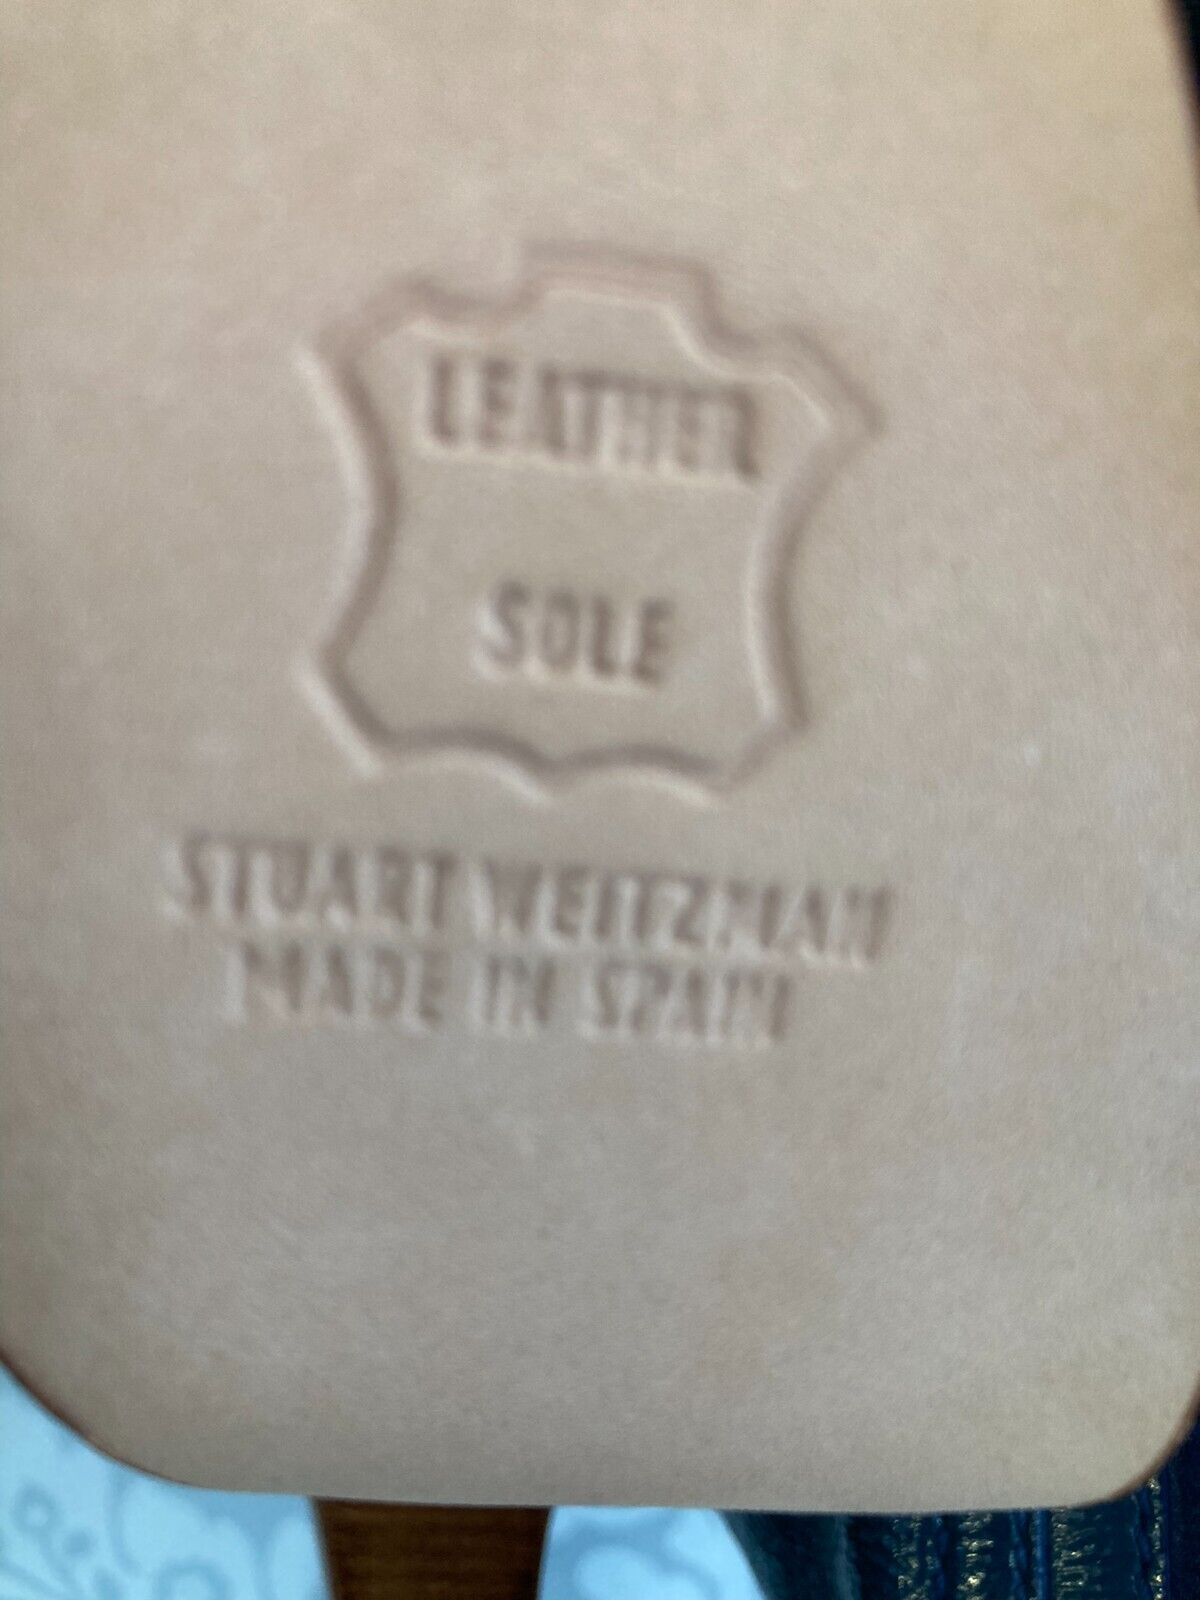 LEATHER
SOLE
STUART WEITZMAN
MADE IN SPAIN